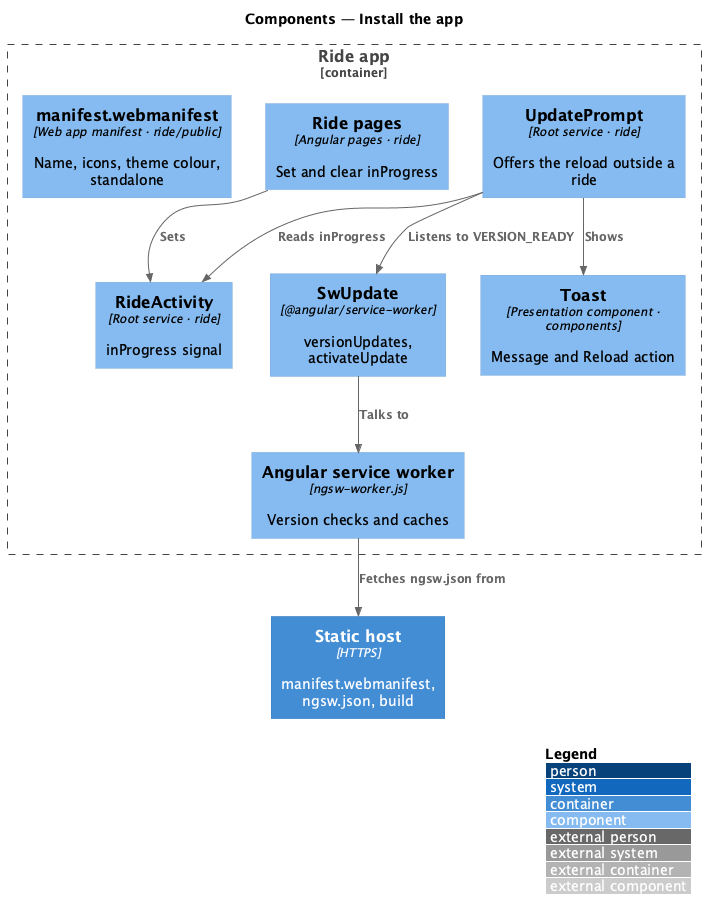 Components — Install the app
Ride app
[container]
manifest.webmanifest
[Web app manifest · ride/public]
Name, icons, theme colour,
standalone
Ride pages
[Angular pages · ride]
Set and clear inProgress
UpdatePrompt
[Root service · ride]
Offers the reload outside a
ride
Sets
Reads inProgress
Listens to VERSION_READY
Shows
RideActivity
[Root service · ride]
inProgress signal
SwUpdate
[@angular/service-worker]
versionUpdates,
activateUpdate
Toast
[Presentation component ·
components]
Message and Reload action
Talks to
Angular service worker
[ngsw-worker.js]
Version checks and caches
Fetches ngsw.json from
Static host
[HTTPS]
manifest.webmanifest,
ngsw.json, build
Legend
person
system
container
component
external person
external system
external container
external component